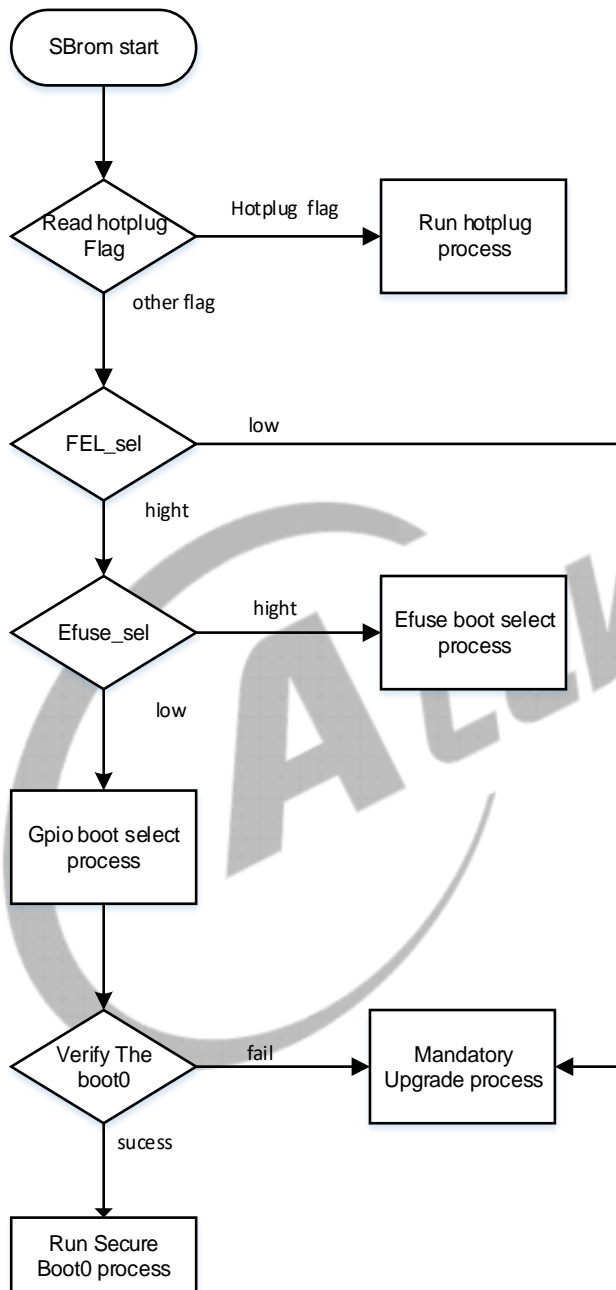 SBrom start
Read hotplug
Flag
Hotplug flag
Run hotplug
process
other flag
FEL_sel
low
hight
Efuse_sel
hight
Efuse boot select
process
low
Gpio boot select
process
Verify The
boot0
fail
Mandatory
Upgrade process
sucess
Run Secure
Boot0 process